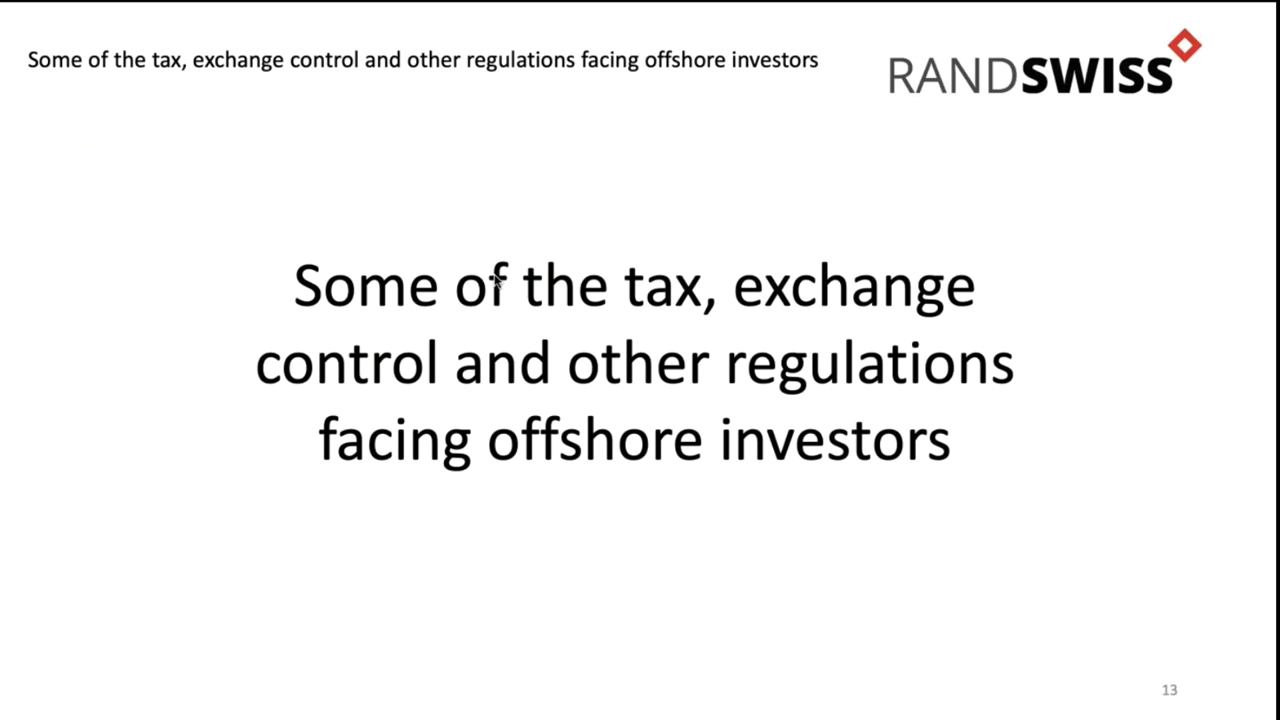 Some of the tax, exchange control and other regulations facing offshore investors
RANDSWISS
Some of the tax, exchange
control and other regulations
facing offshore investors
13